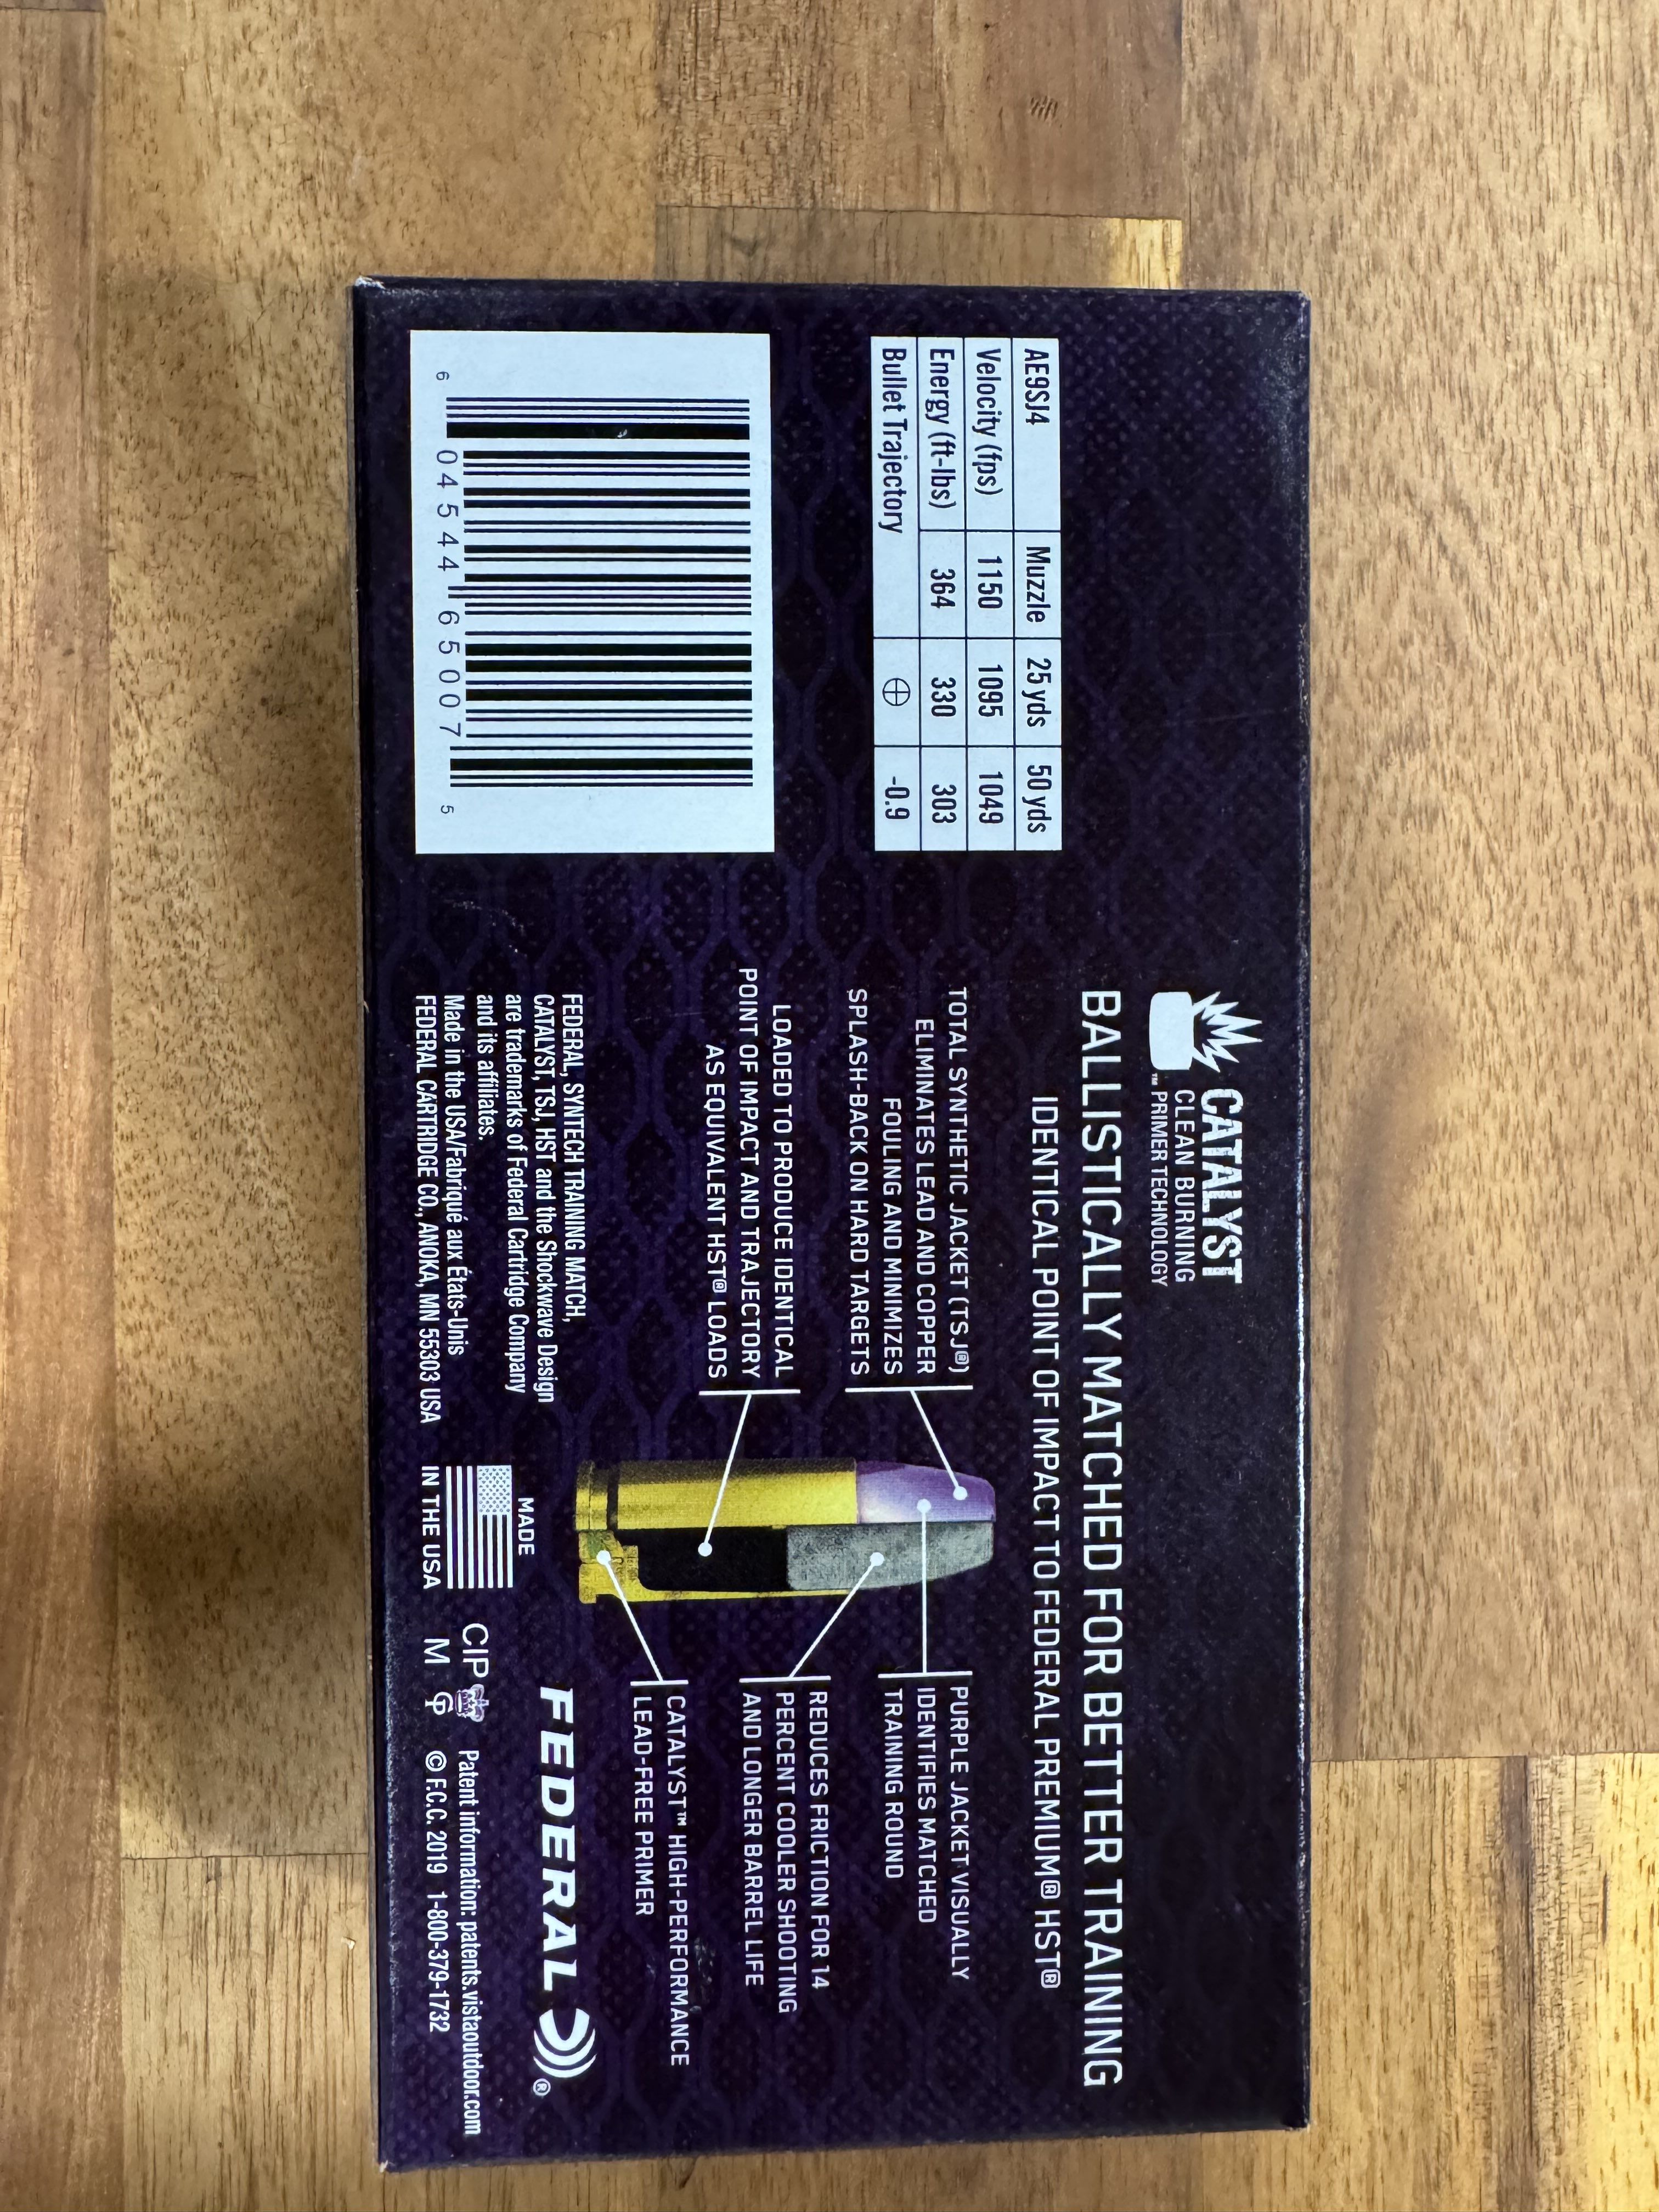 CATALYST
CLEAN BURNING
™ PRIMER TECHNOLOGY
BALLISTICALLY MATCHED FOR BETTER TRAINING
IDENTICAL POINT OF IMPACT TO FEDERAL PREMIUM® HST®
AE9SJ4 Muzzle 25 yds 50 yds
Velocity (fps) 1150 1095 1049
Energy (ft-lbs) 364 330 303
Bullet Trajectory ⊕ -0.9
6 04544 65007 5
TOTAL SYNTHETIC JACKET (TSJ®)
ELIMINATES LEAD AND COPPER
FOULING AND MINIMIZES
SPLASH-BACK ON HARD TARGETS
LOADED TO PRODUCE IDENTICAL
POINT OF IMPACT AND TRAJECTORY
AS EQUIVALENT HST® LOADS
PURPLE JACKET VISUALLY
IDENTIFIES MATCHED
TRAINING ROUND
REDUCES FRICTION FOR 14
PERCENT COOLER SHOOTING
AND LONGER BARREL LIFE
CATALYST™ HIGH-PERFORMANCE
LEAD-FREE PRIMER
FEDERAL, SYNTECH TRAINING MATCH,
CATALYST, TSJ, HST and the Shockwave Design
are trademarks of Federal Cartridge Company
and its affiliates.
Made in the USA/Fabriqué aux États-Unis
FEDERAL CARTRIDGE CO., ANOKA, MN 55303 USA
MADE
IN THE USA
CIP
M
FEDERAL®
Patent information: patents.vistaoutdoor.com
© F.C.C. 2019 1-800-379-1732